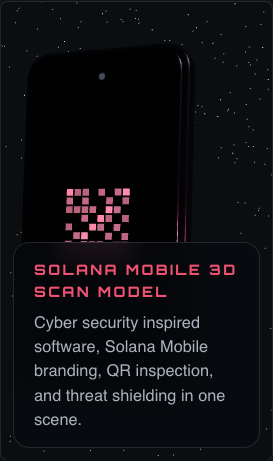 SOLANA MOBILE 3D
SCAN MODEL
Cyber security inspired
software, Solana Mobile
branding, QR inspection,
and threat shielding in one
scene.